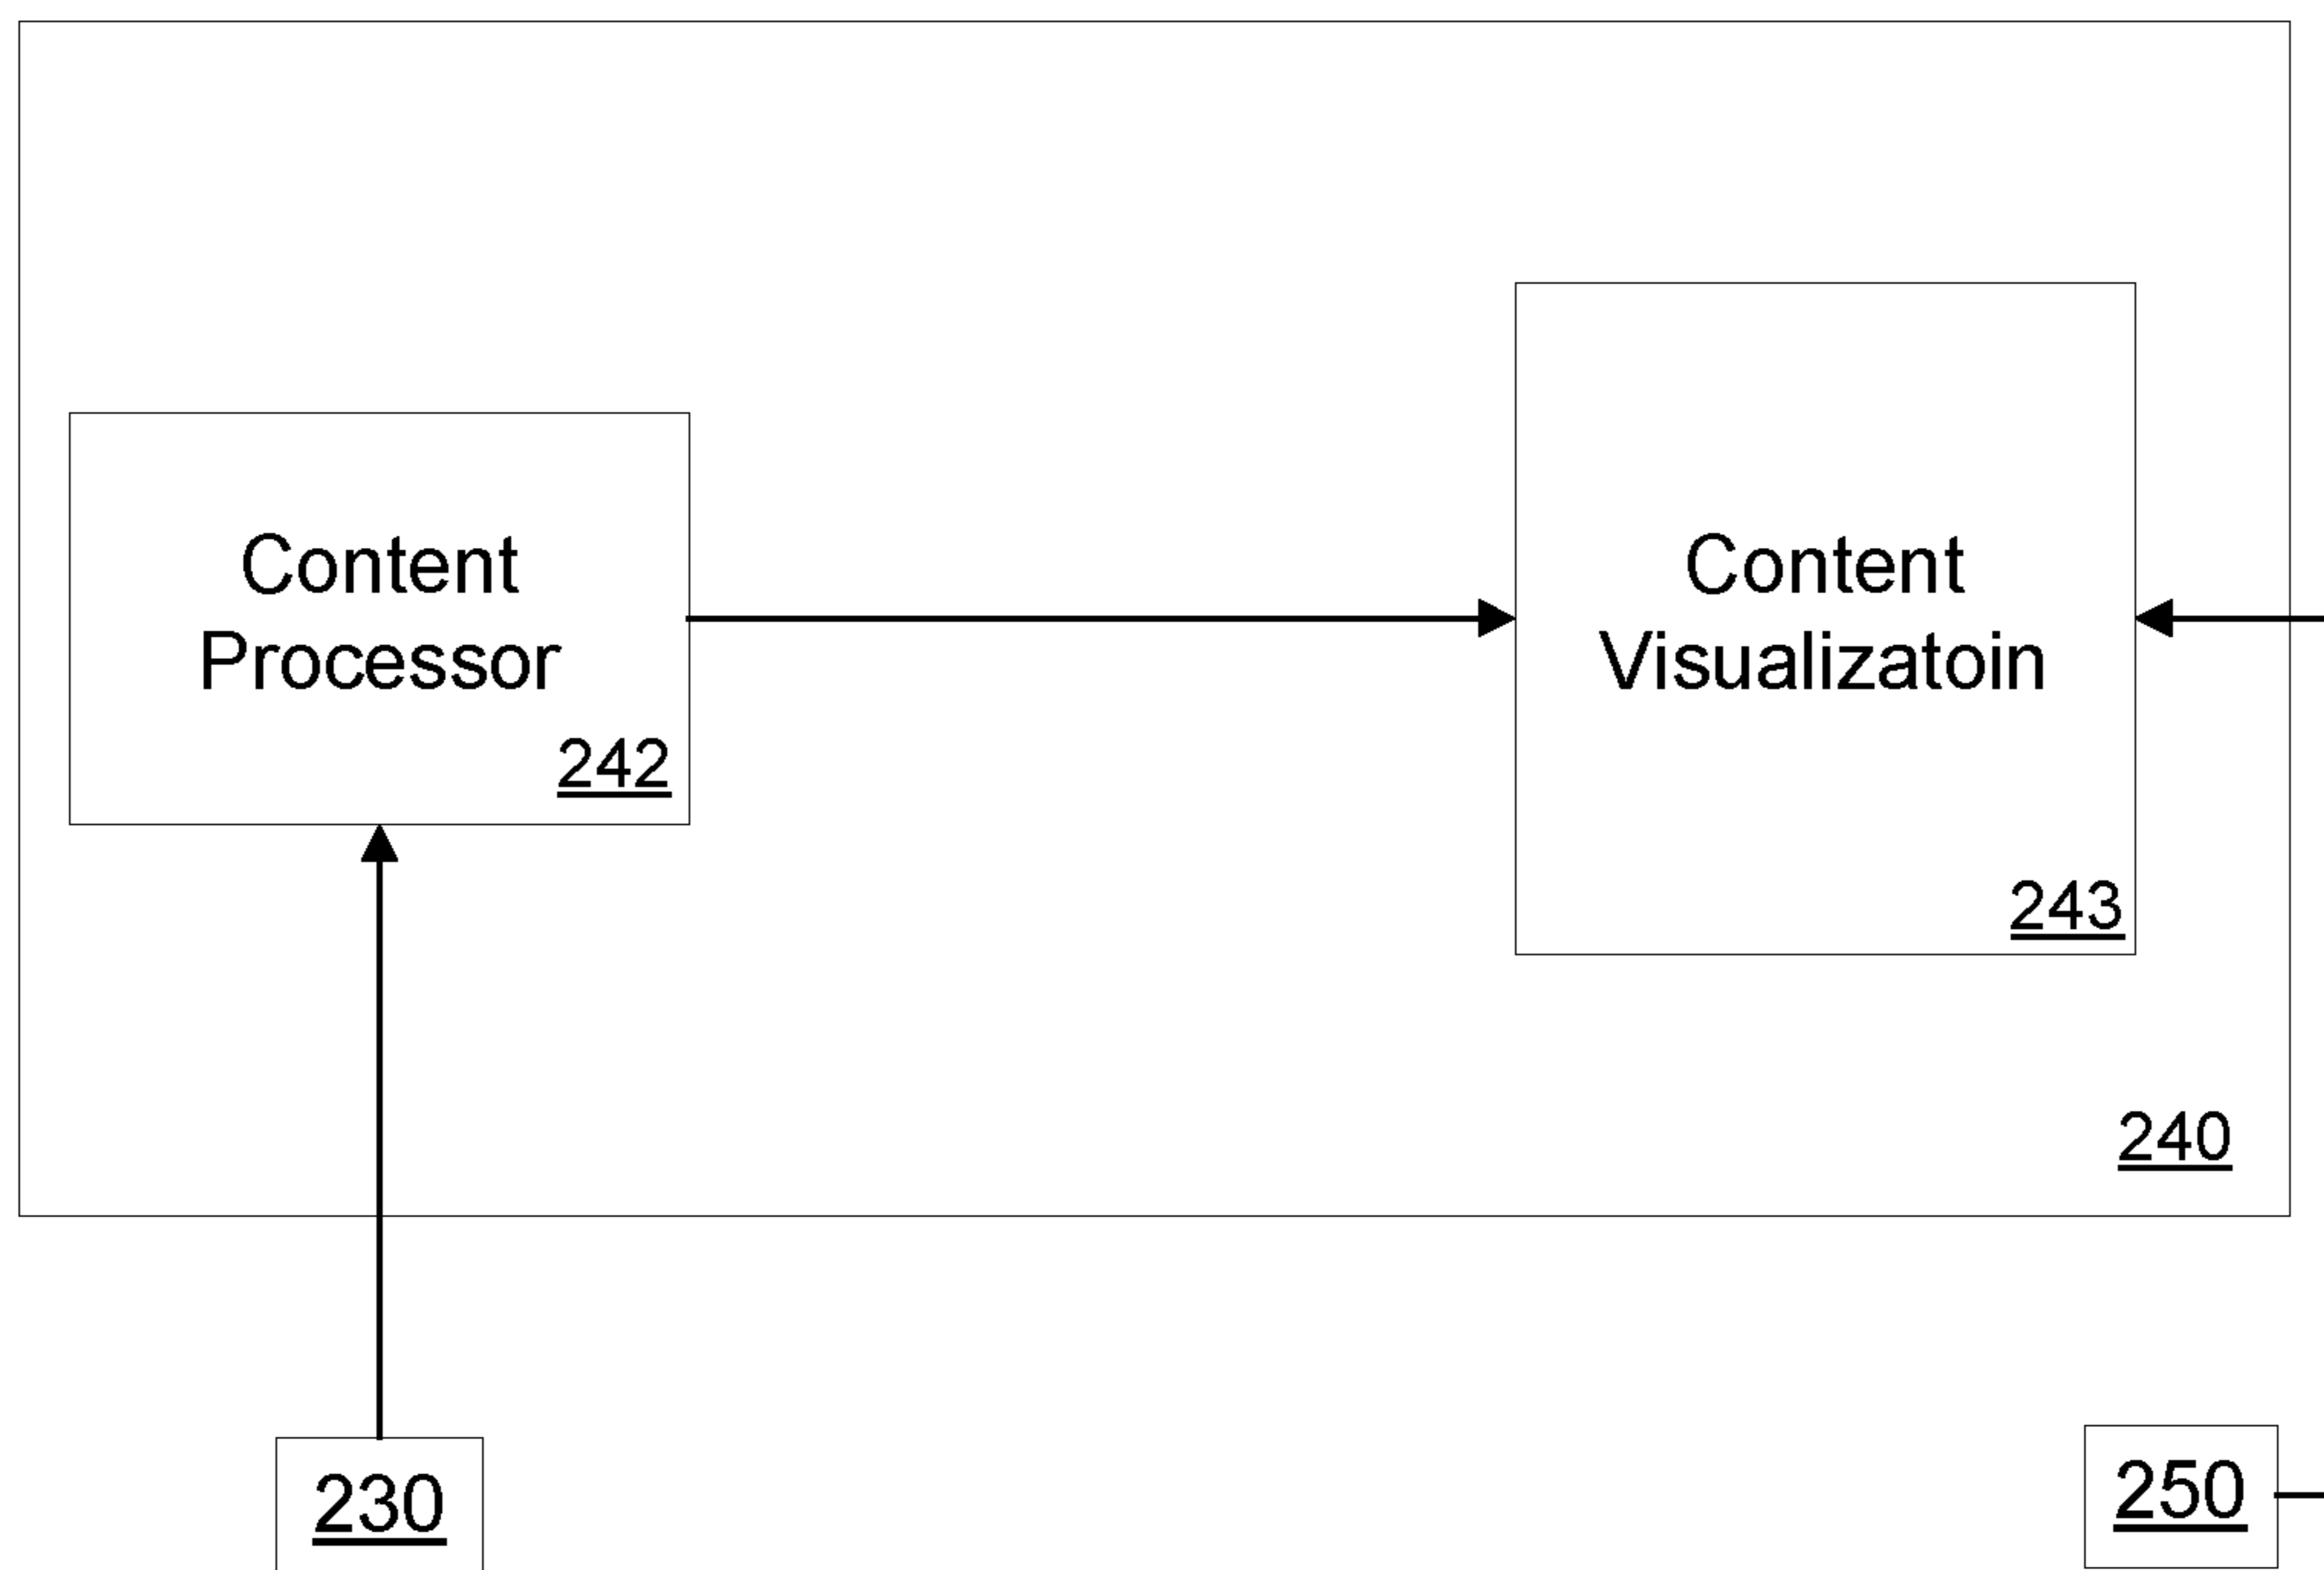 Content
Processor
242
Content
Visualizatoin
243
240
230
250